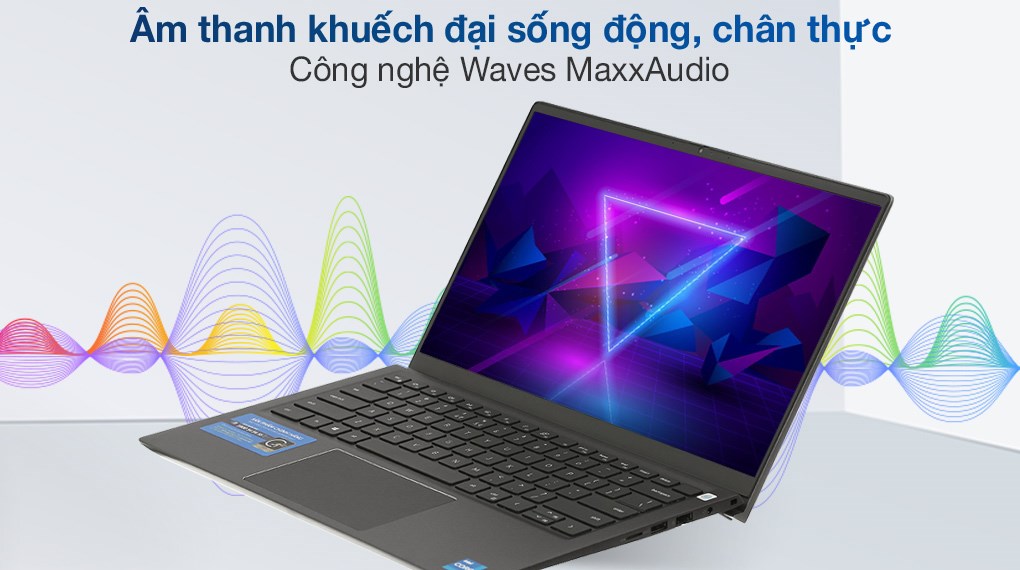 Âm thanh khuếch đại sống động, chân thực
Công nghệ Waves MaxxAudio